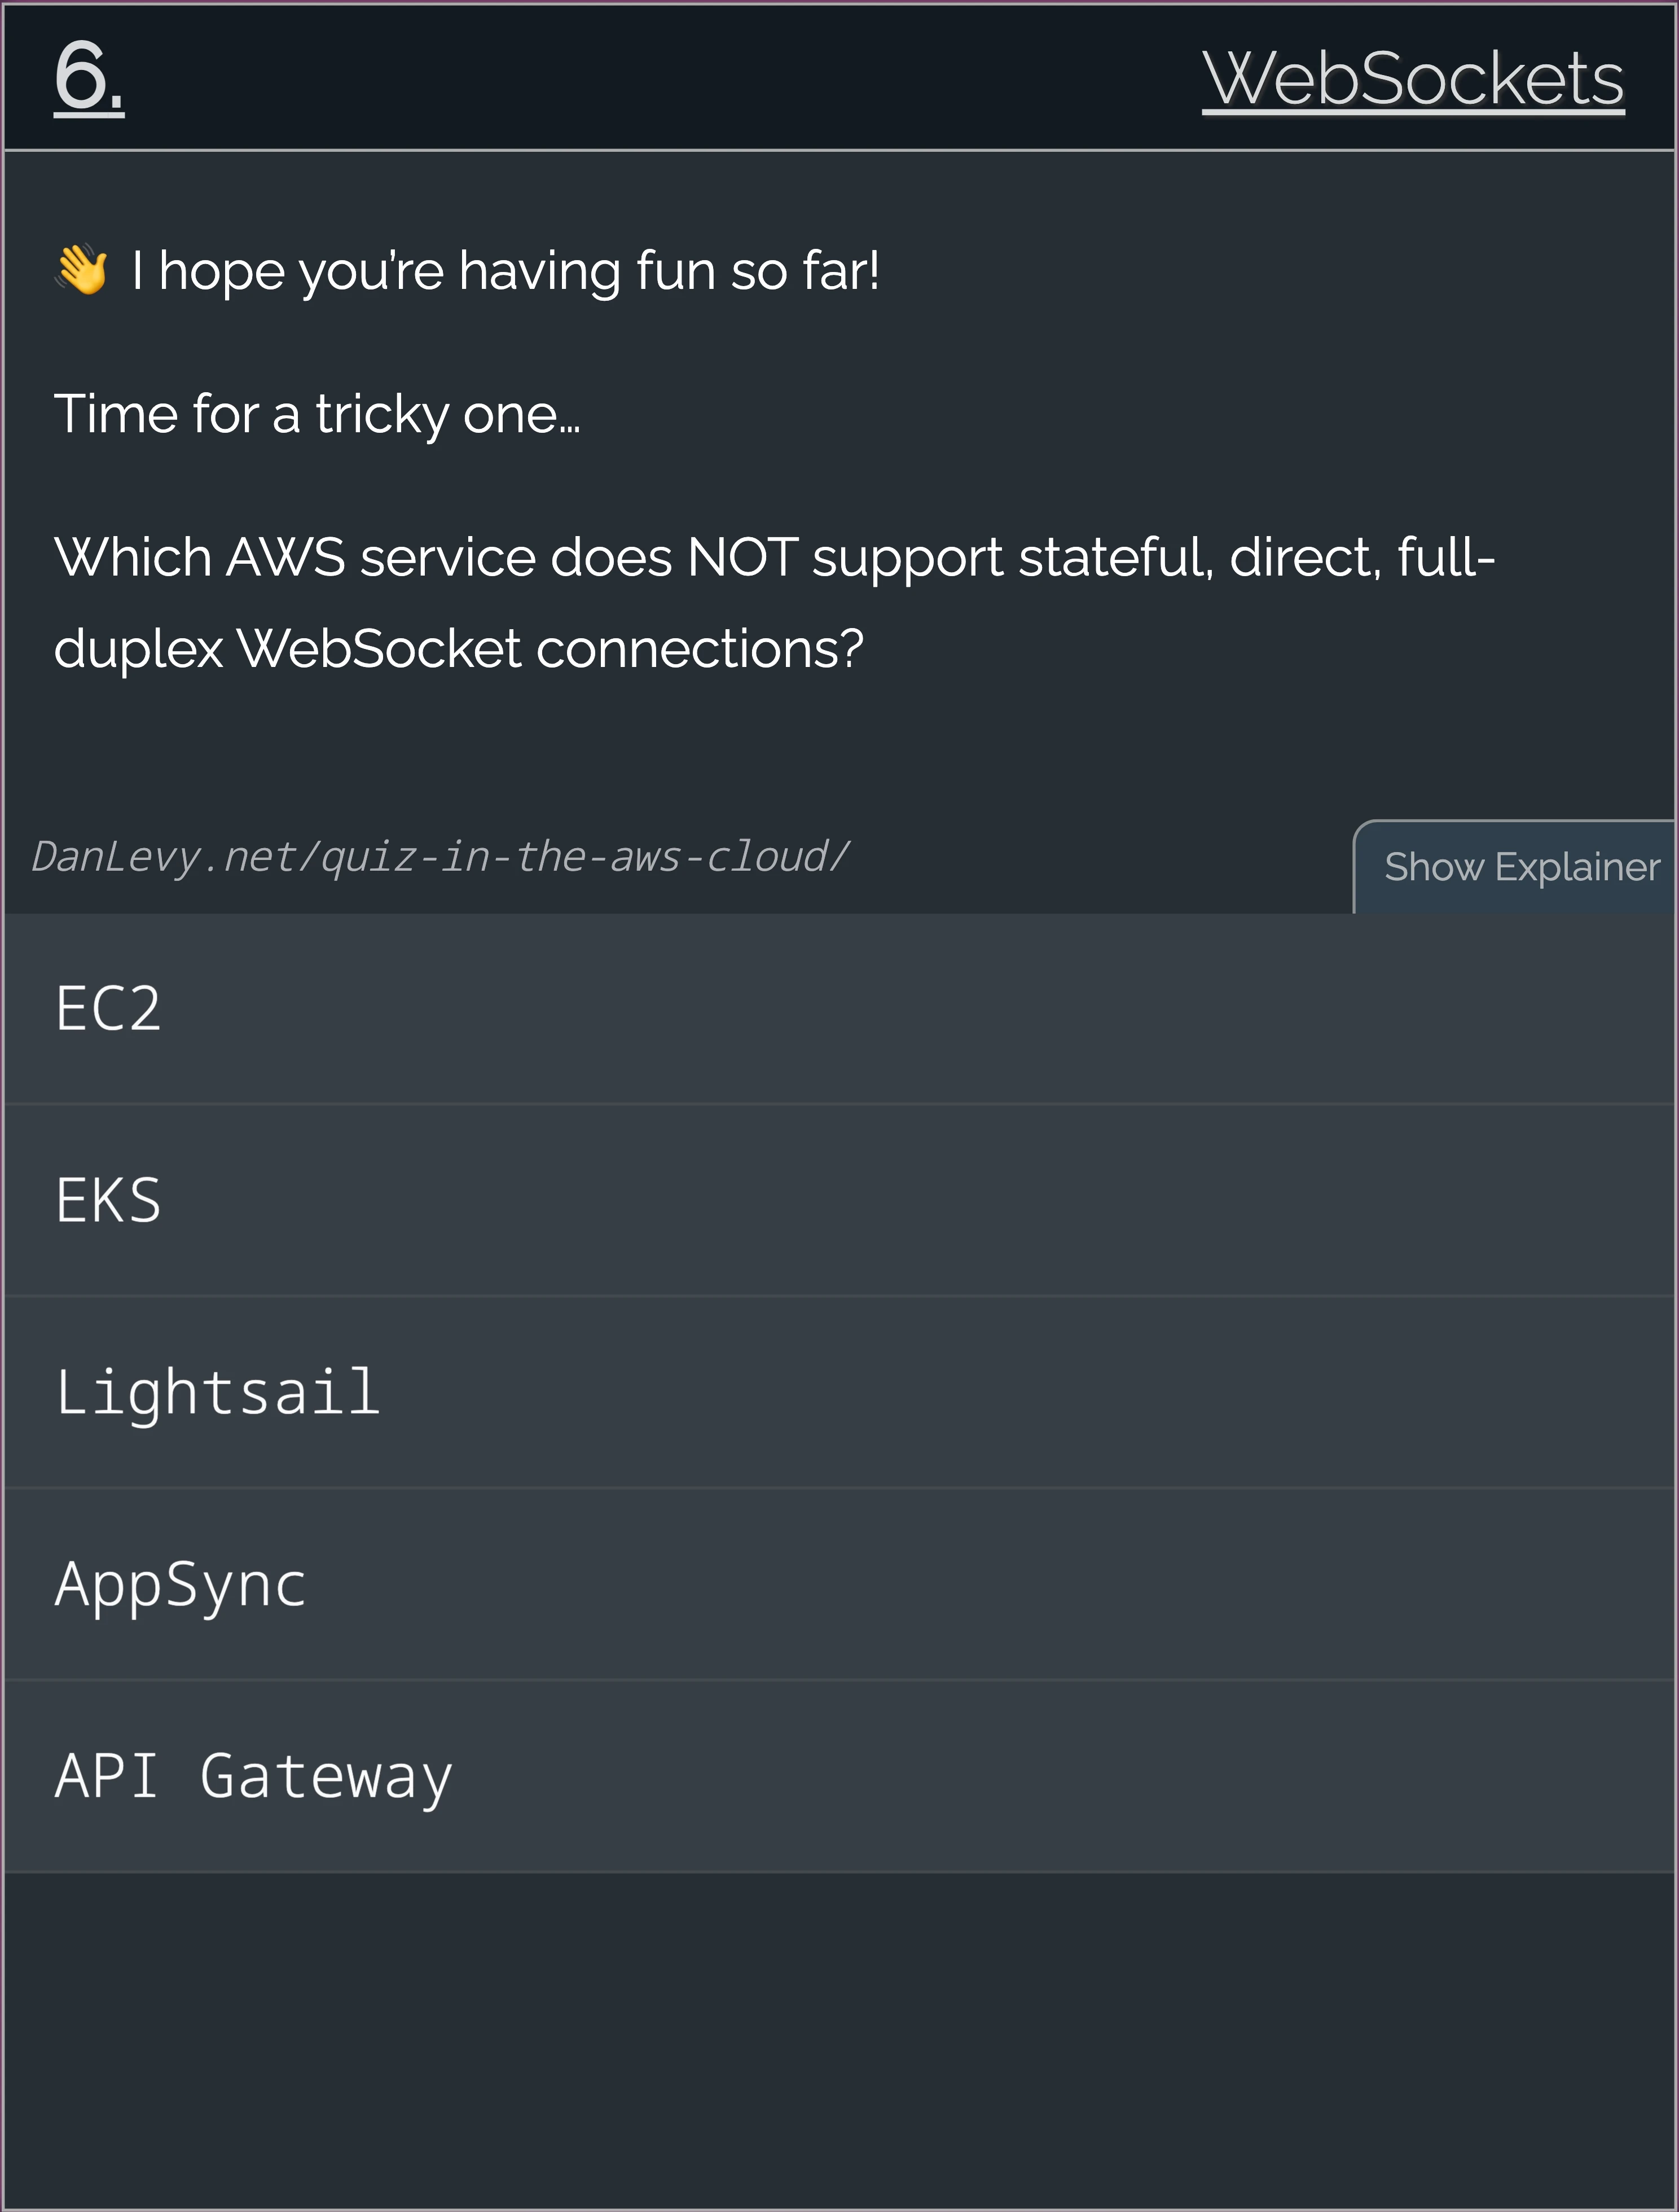 6.
WebSockets
👋 I hope you’re having fun so far!
Time for a tricky one…
Which AWS service does NOT support stateful, direct, full-
duplex WebSocket connections?
DanLevy.net/quiz-in-the-aws-cloud/
Show Explainer
EC2
EKS
Lightsail
AppSync
API Gateway